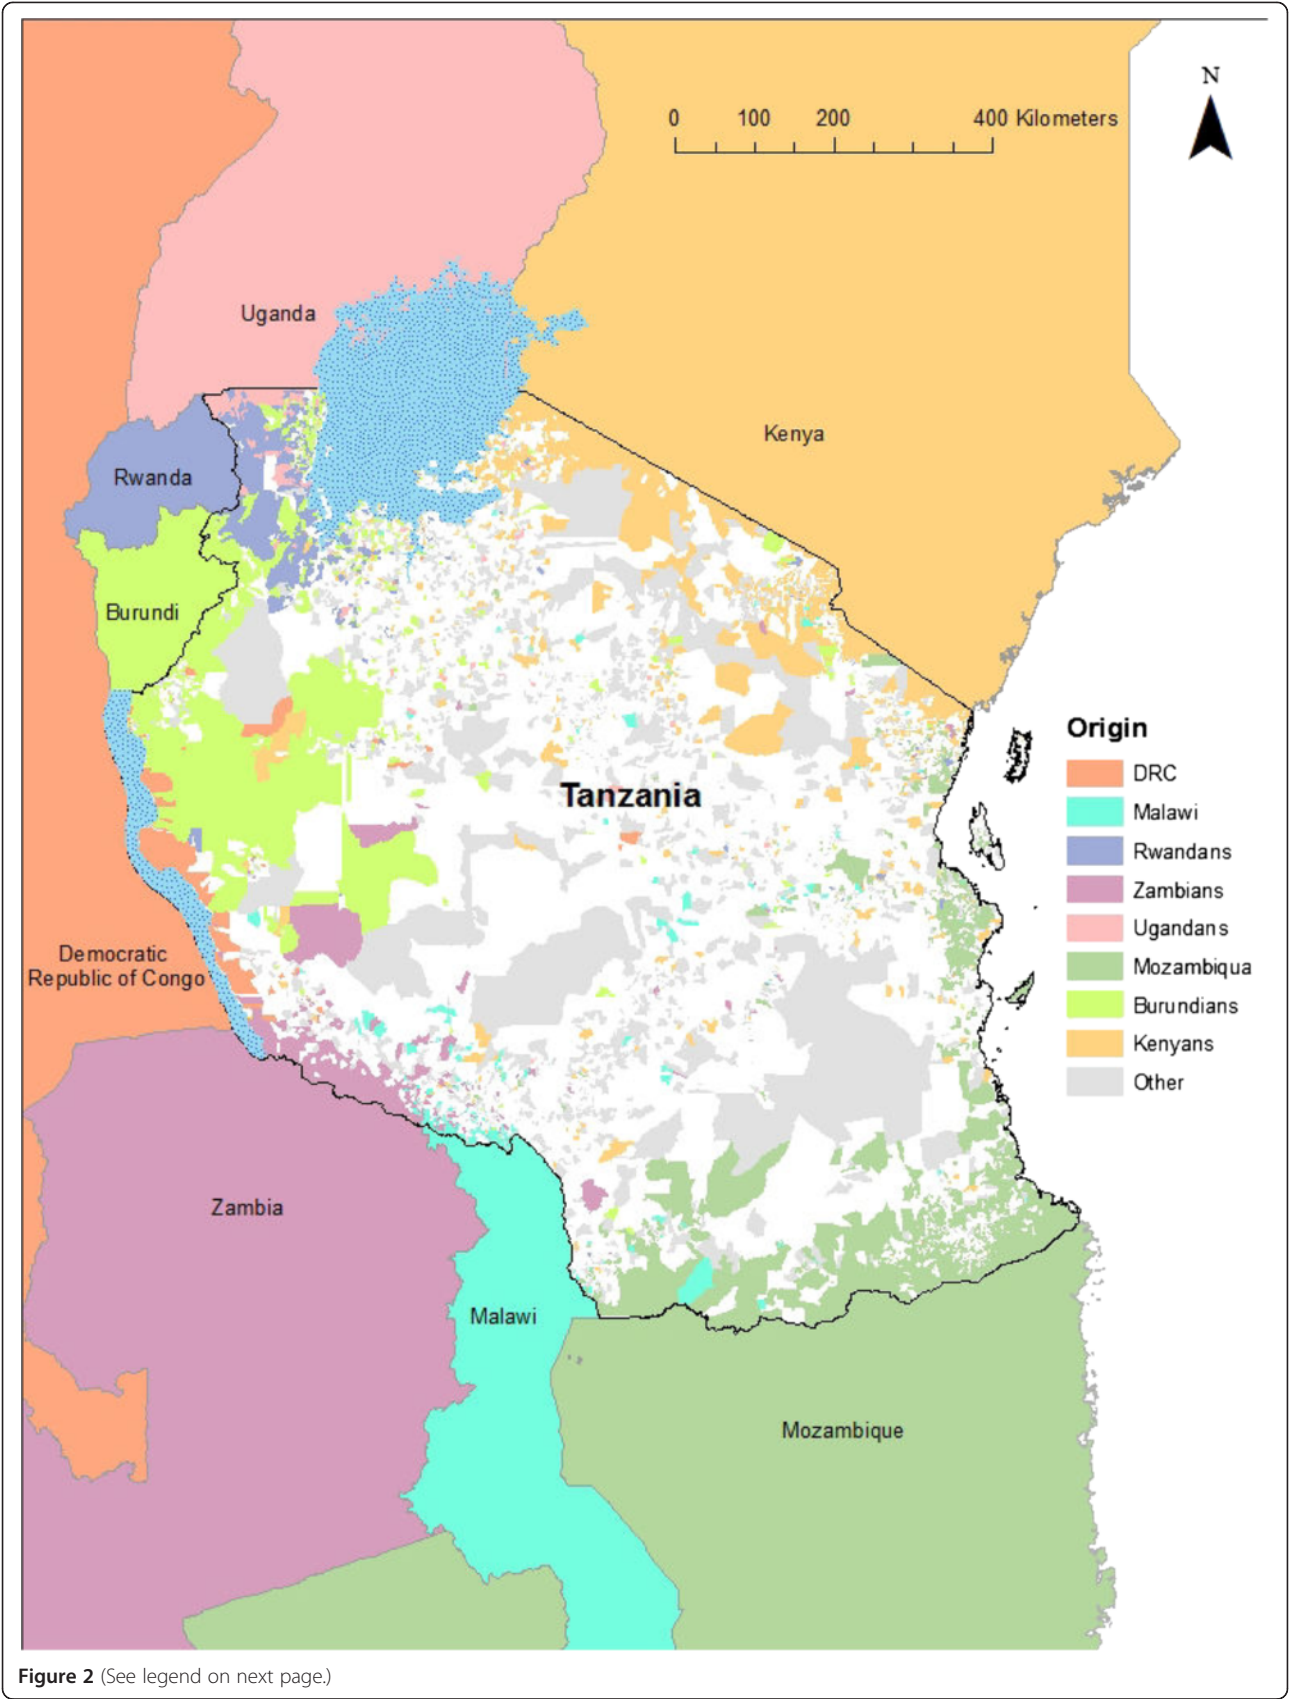 N
0 100 200 400 Kilometers
Uganda
Kenya
Rwanda
Burundi
Origin
DRC
Malawi
Rwandans
Zambians
Ugandans
Mozambiqua
Burundians
Kenyans
Other
Tanzania
Democratic
Republic of Congo
Zambia
Malawi
Mozambique
Figure 2 (See legend on next page.)